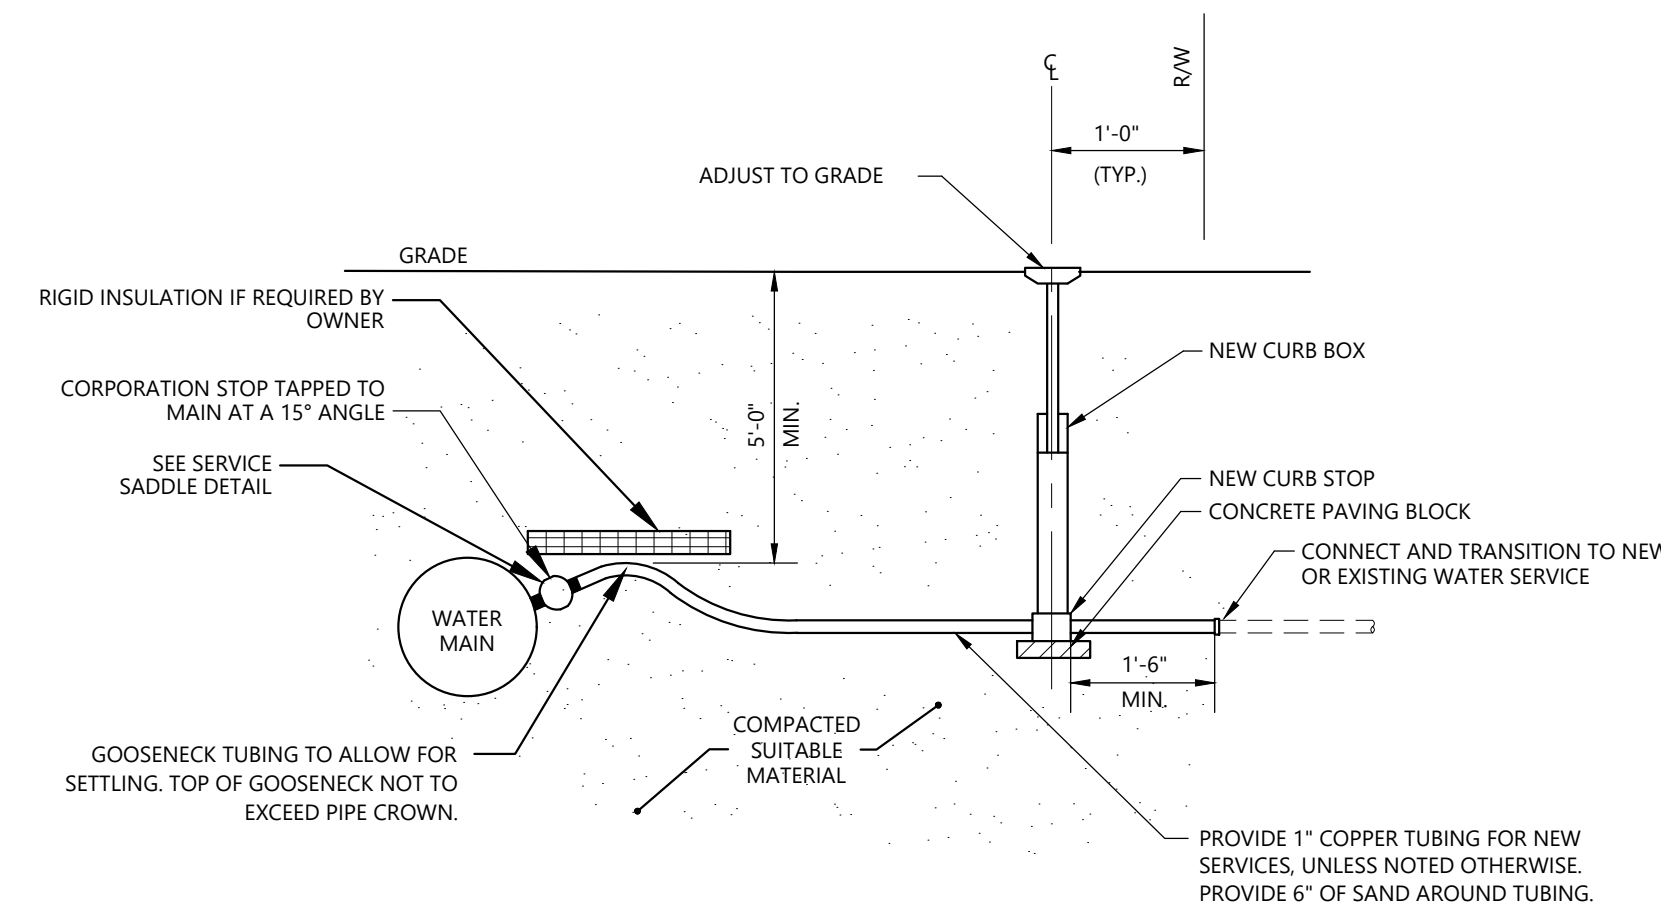 ℄
R/W
1'-0"
(TYP.)
ADJUST TO GRADE
GRADE
RIGID INSULATION IF REQUIRED BY
OWNER
NEW CURB BOX
CORPORATION STOP TAPPED TO
MAIN AT A 15° ANGLE
5'-0"
MIN.
SEE SERVICE
SADDLE DETAIL
NEW CURB STOP
CONCRETE PAVING BLOCK
CONNECT AND TRANSITION TO NEW
OR EXISTING WATER SERVICE
WATER
MAIN
1'-6"
MIN.
COMPACTED
SUITABLE
MATERIAL
GOOSENECK TUBING TO ALLOW FOR
SETTLING. TOP OF GOOSENECK NOT TO
EXCEED PIPE CROWN.
PROVIDE 1" COPPER TUBING FOR NEW
SERVICES, UNLESS NOTED OTHERWISE.
PROVIDE 6" OF SAND AROUND TUBING.